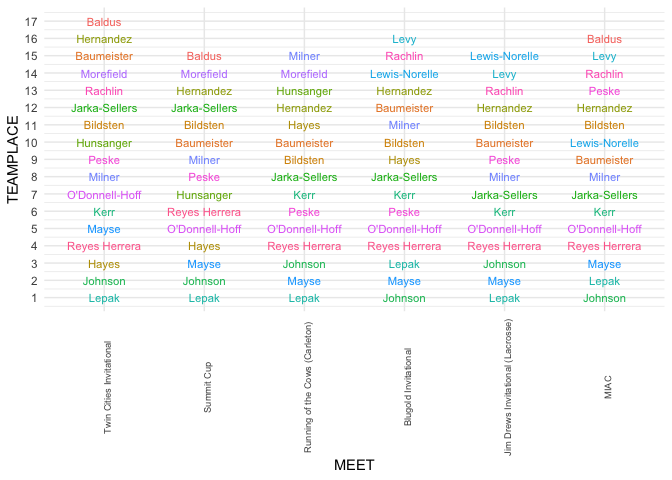 17 Baldus
16 Hernandez Levy Baldus
15 Baumeister Baldus Milner Rachlin Lewis-Norelle Levy
14 Morefield Morefield Morefield Lewis-Norelle Levy Rachlin
13 Rachlin Hernandez Hunsanger Hernandez Rachlin Peske
12 Jarka-Sellers Jarka-Sellers Hernandez Baumeister Hernandez Hernandez
11 Bildsten Bildsten Hayes Milner Bildsten Bildsten
10 Hunsanger Baumeister Baumeister Bildsten Baumeister Lewis-Norelle
9 Peske Milner Bildsten Hayes Peske Baumeister
8 Milner Peske Jarka-Sellers Jarka-Sellers Milner Milner
7 O'Donnell-Hoff Hunsanger Kerr Kerr Jarka-Sellers Jarka-Sellers
6 Kerr Reyes Herrera Peske Peske Kerr Kerr
5 Mayse O'Donnell-Hoff O'Donnell-Hoff O'Donnell-Hoff O'Donnell-Hoff O'Donnell-Hoff
4 Reyes Herrera Hayes Reyes Herrera Reyes Herrera Reyes Herrera Reyes Herrera
3 Hayes Mayse Johnson Lepak Johnson Mayse
2 Johnson Johnson Mayse Mayse Mayse Lepak
1 Lepak Lepak Lepak Johnson Lepak Johnson
TEAMPLACE
Twin Cities Invitational
Summit Cup
Running of the Cows (Carleton)
Blugold Invitational
Jim Drews Invitational (Lacrosse)
MIAC
MEET